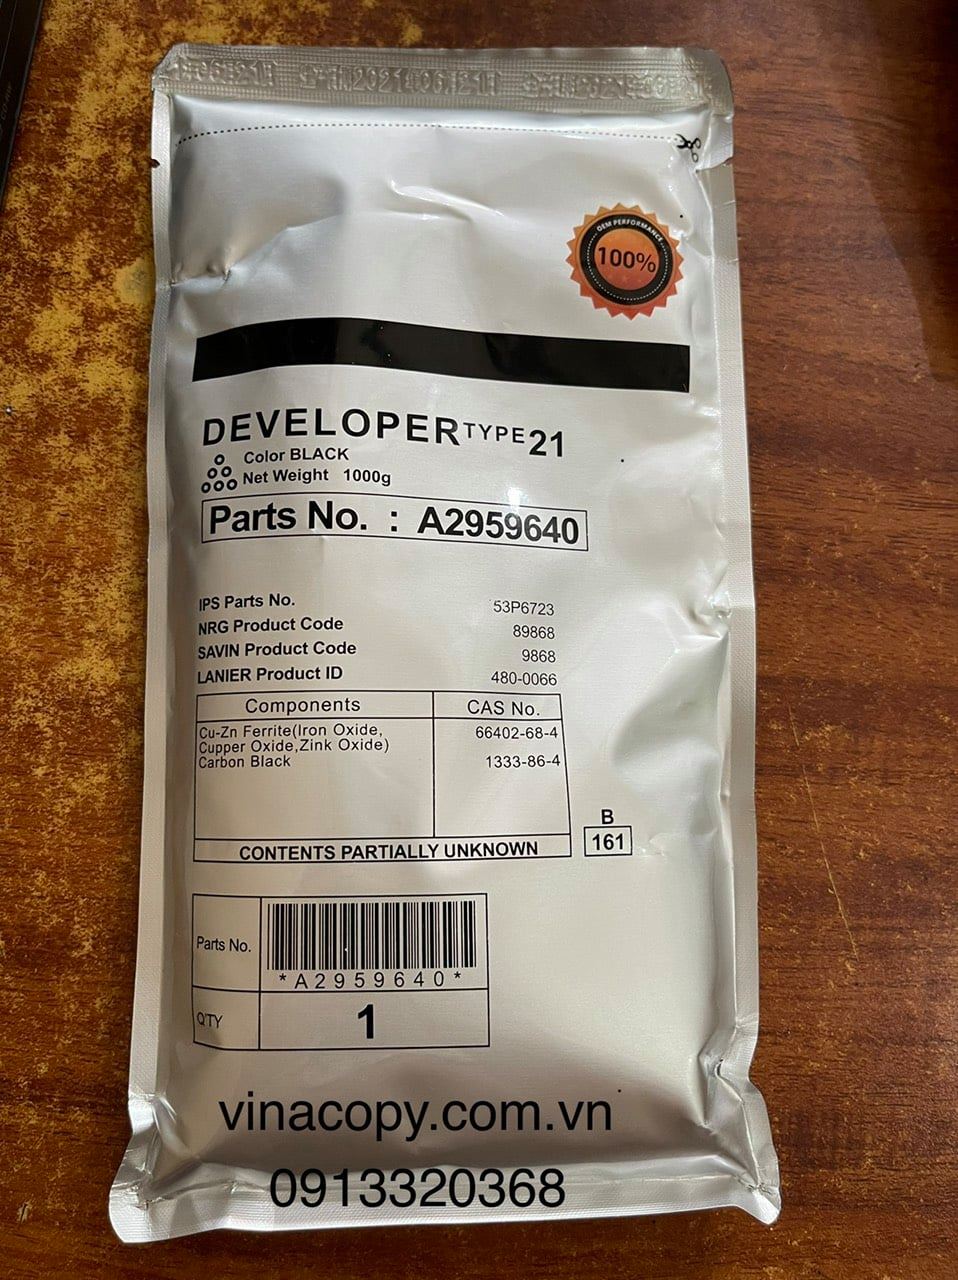 OEM PERFORMANCE
100%
DEVELOPER TYPE 21
Color BLACK
Net Weight 1000g
Parts No. : A2959640
IPS Parts No. 53P6723
NRG Product Code 89868
SAVIN Product Code 9868
LANIER Product ID 480-0066
Components CAS No.
Cu-Zn Ferrite(Iron Oxide, 66402-68-4
Cupper Oxide,Zink Oxide)
Carbon Black 1333-86-4
CONTENTS PARTIALLY UNKNOWN
B
161
Parts No.
*A2959640*
Q'TY 1
vinacopy.com.vn
0913320368